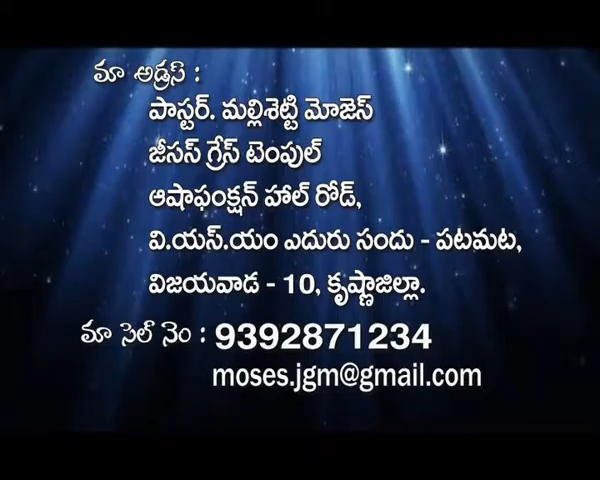 మా అడ్రస్ :
పాస్టర్. మల్లిశెట్టి మోజెస్
జీసస్ గ్రేస్ టెంపుల్
ఆషాఫంక్షన్ హాల్ రోడ్,
వి.యస్.యం ఎదురు సందు - పటమట,
విజయవాడ - 10, కృష్ణాజిల్లా.
మా సెల్ నెం : 9392871234
moses.jgm@gmail.com